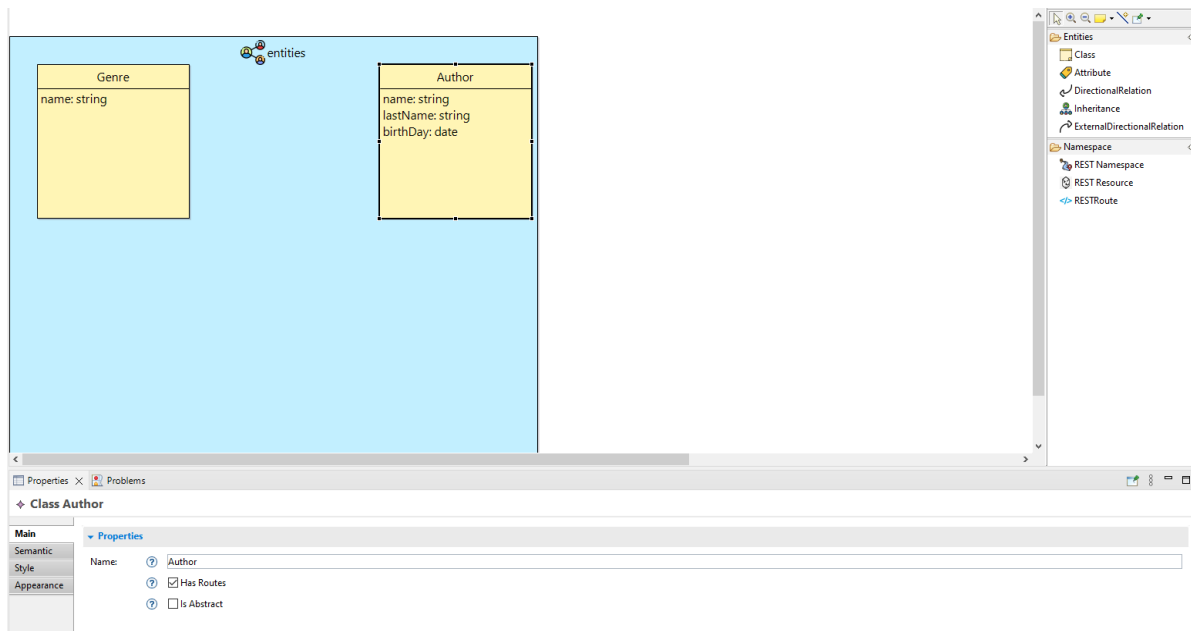 entities
Genre
name: string
Author
name: string
lastName: string
birthDay: date
Entities
Class
Attribute
DirectionalRelation
Inheritance
ExternalDirectionalRelation
Namespace
REST Namespace
REST Resource
</> RESTRoute
Properties
Problems
Class Author
Main
Semantic
Style
Appearance
Properties
Name:
Author
Has Routes
Is Abstract